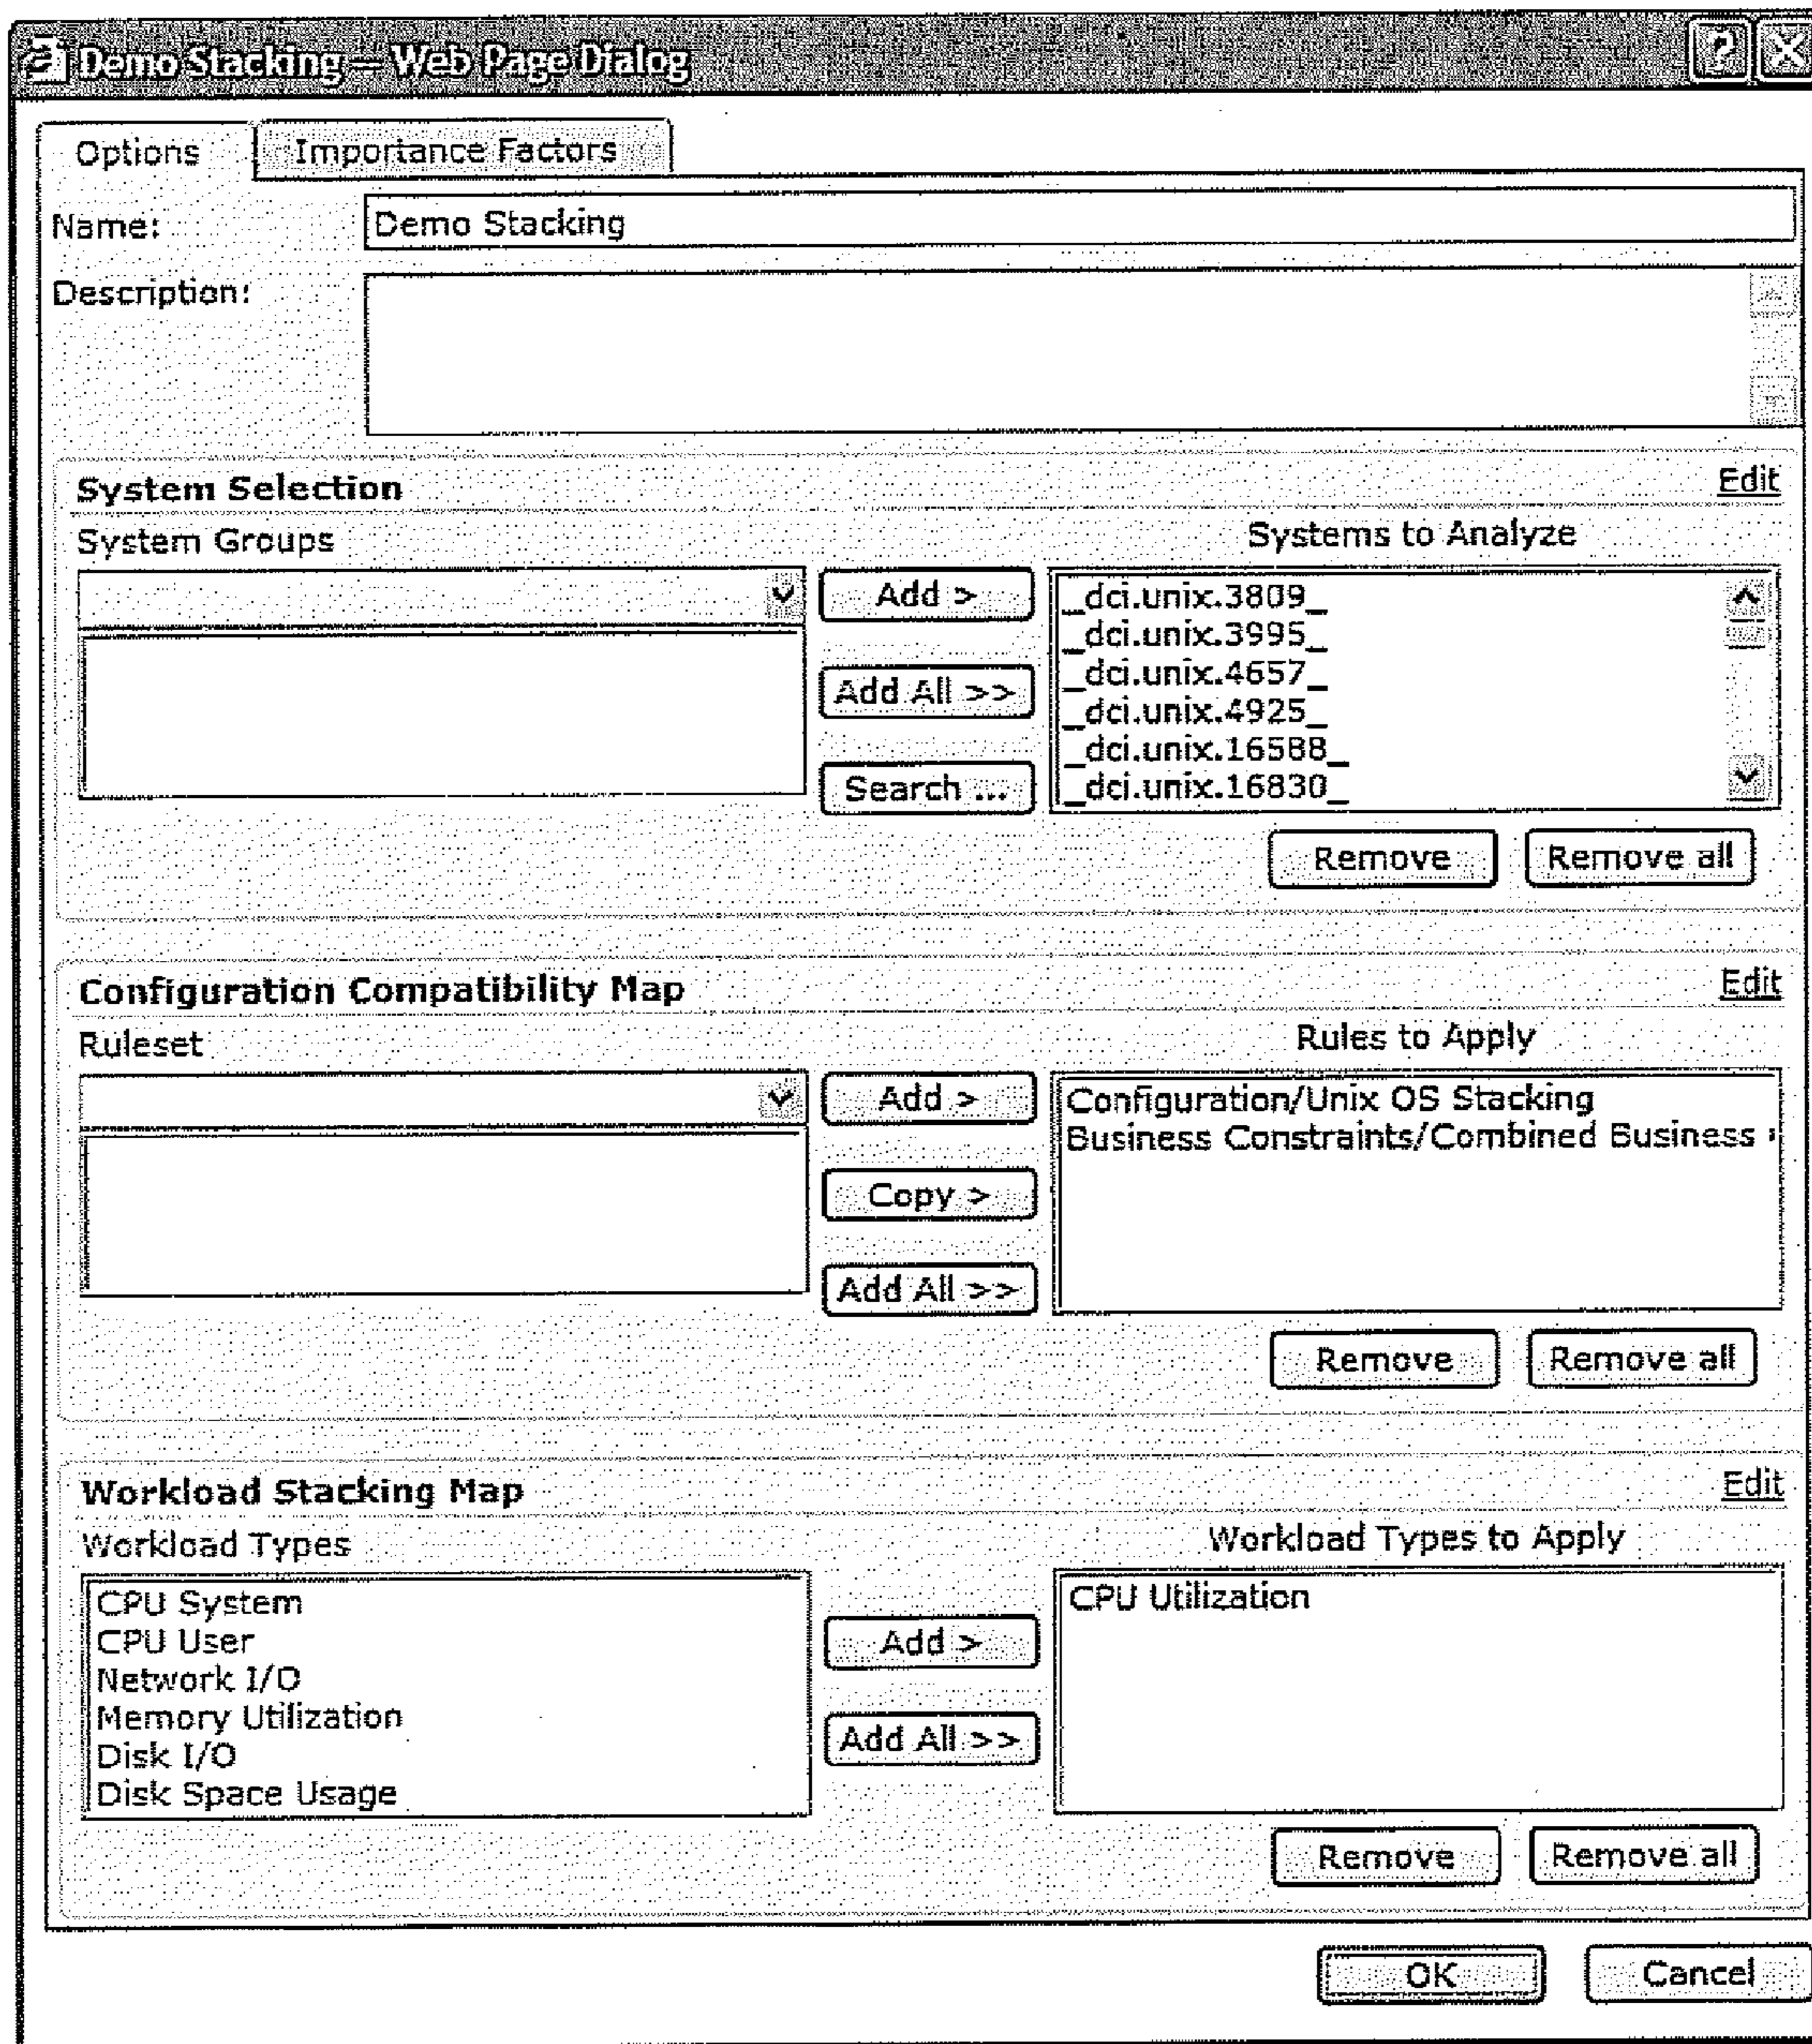 Demo Stacking -- Web Page Dialog
Options
Importance Factors
Name:
Demo Stacking
Description:
System Selection
Edit
System Groups
Systems to Analyze
Add >
Add All >>
Search ...
_dci.unix.3809_
_dci.unix.3995_
_dci.unix.4657_
_dci.unix.4925_
_dci.unix.16588_
_dci.unix.16830_
Remove
Remove all
Configuration Compatibility Map
Edit
Ruleset
Rules to Apply
Add >
Copy >
Add All >>
Configuration/Unix OS Stacking
Business Constraints/Combined Business
Remove
Remove all
Workload Stacking Map
Edit
Workload Types
Workload Types to Apply
CPU System
CPU User
Network I/O
Memory Utilization
Disk I/O
Disk Space Usage
Add >
Add All >>
CPU Utilization
Remove
Remove all
OK
Cancel